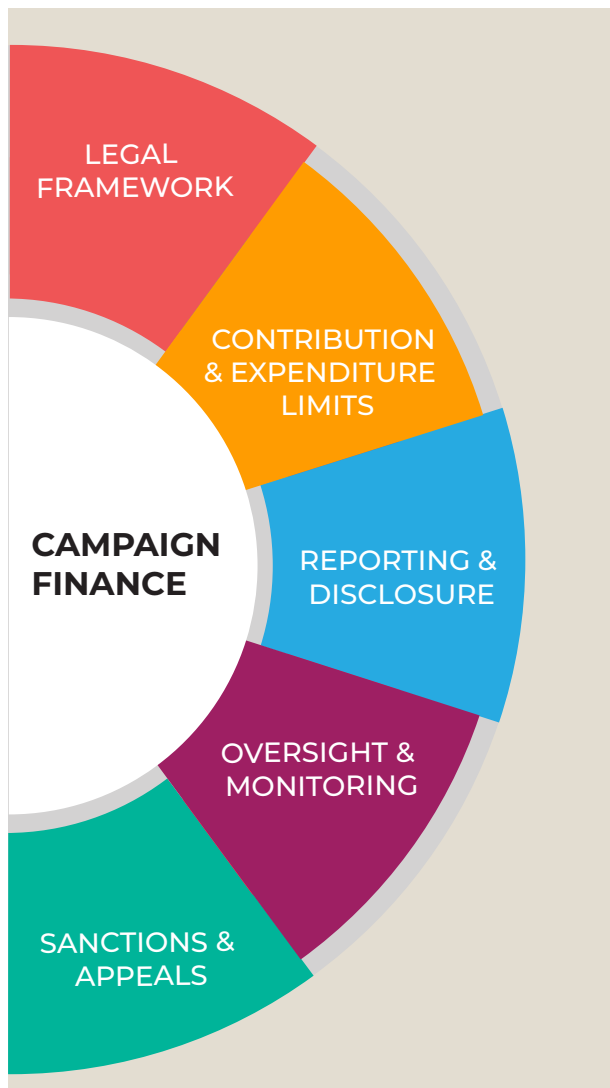 LEGAL
FRAMEWORK
CONTRIBUTION
& EXPENDITURE
LIMITS
CAMPAIGN
FINANCE
REPORTING &
DISCLOSURE
OVERSIGHT &
MONITORING
SANCTIONS &
APPEALS